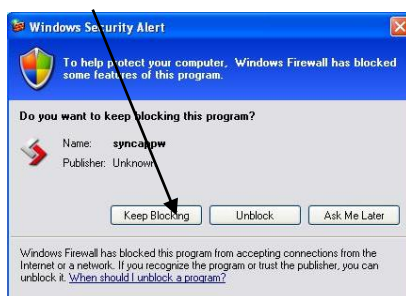 Windows Security Alert
To help protect your computer, Windows Firewall has blocked
some features of this program.
Do you want to keep blocking this program?
Name: syncappw
Publisher: Unknown
Keep Blocking Unblock Ask Me Later
Windows Firewall has blocked this program from accepting connections from the
Internet or a network. If you recognize the program or trust the publisher, you can
unblock it. When should I unblock a program?